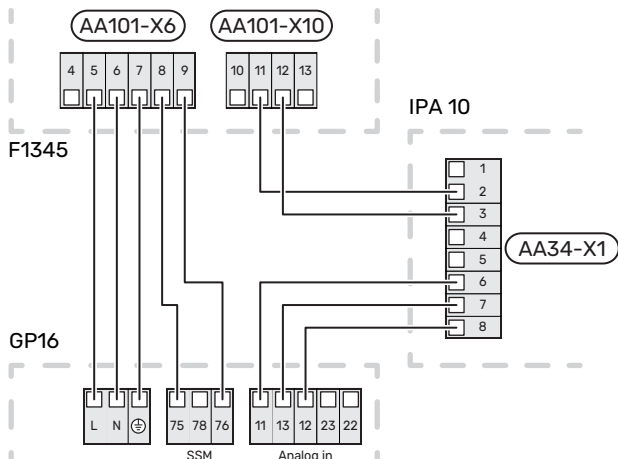 AA101-X6 AA101-X10
4 5 6 7 8 9 10 11 12 13
IPA 10
F1345
1
2
3
4
5
6
7
8
AA34-X1
GP16
L N 75 78 76 11 13 12 23 22
SSM Analog in